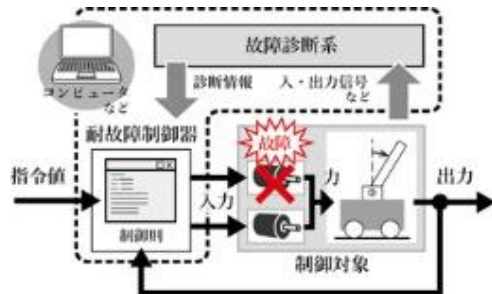 故障診断系
コンピュータ
など
診断情報
入・出力信号
など
耐故障制御器
故障
指令値
入力
力
出力
制御則
制御対象